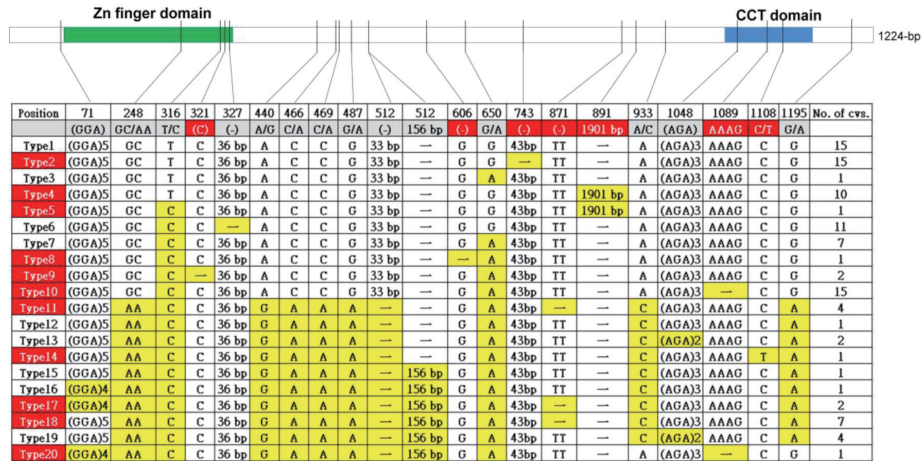 Zn finger domain CCT domain
1224-bp
Position 71 248 316 321 327 440 466 469 487 512 512 606 650 743 871 891 933 1048 1089 1108 1195 No. of cvs.
(GGA) GC/AA T/C (C) (-) A/G C/A C/A G/A (-) 156 bp (-) G/A (-) (-) 1901 bp A/C (AGA) AAAG C/T G/A
Type1 (GGA)5 GC T C 36 bp A C C G 33 bp — G G 43bp TT — A (AGA)3 AAAG C G 15
Type2 (GGA)5 GC T C 36 bp A C C G 33 bp — G G — TT — A (AGA)3 AAAG C G 15
Type3 (GGA)5 GC T C 36 bp A C C G 33 bp — G A 43bp TT — A (AGA)3 AAAG C G 1
Type4 (GGA)5 GC T C 36 bp A C C G 33 bp — G G 43bp TT 1901 bp A (AGA)3 AAAG C G 10
Type5 (GGA)5 GC C C 36 bp A C C G 33 bp — G G 43bp TT 1901 bp A (AGA)3 AAAG C G 1
Type6 (GGA)5 GC C C — A C C G 33 bp — G G 43bp TT — A (AGA)3 AAAG C G 11
Type7 (GGA)5 GC C C 36 bp A C C G 33 bp — G A 43bp TT — A (AGA)3 AAAG C G 7
Type8 (GGA)5 GC C C 36 bp A C C G 33 bp — — A 43bp TT — A (AGA)3 AAAG C G 1
Type9 (GGA)5 GC C — 36 bp A C C G 33 bp — G A 43bp TT — A (AGA)3 AAAG C G 2
Type10 (GGA)5 GC C C 36 bp A C C G 33 bp — G A 43bp TT — A (AGA)3 — C G 15
Type11 (GGA)5 AA C C 36 bp G A A A — — G A 43bp — — C (AGA)3 AAAG C A 4
Type12 (GGA)5 AA C C 36 bp G A A A — — G A 43bp TT — C (AGA)3 AAAG C A 1
Type13 (GGA)5 AA C C 36 bp G A A A — — G A 43bp TT — C (AGA)2 AAAG C A 2
Type14 (GGA)5 AA C C 36 bp G A A A — — G A 43bp TT — C (AGA)3 AAAG T A 1
Type15 (GGA)5 AA C C 36 bp G A A A — 156 bp G A 43bp TT — C (AGA)3 AAAG C A 1
Type16 (GGA)4 AA C C 36 bp G A A A — 156 bp G A 43bp TT — C (AGA)3 AAAG C A 1
Type17 (GGA)4 AA C C 36 bp G A A A — 156 bp G A 43bp — — C (AGA)3 AAAG C A 2
Type18 (GGA)5 AA C C 36 bp G A A A — 156 bp G A 43bp — — C (AGA)3 AAAG C A 7
Type19 (GGA)5 AA C C 36 bp G A A A — 156 bp G A 43bp TT — C (AGA)2 AAAG C A 4
Type20 (GGA)4 AA C C 36 bp G A A A — 156 bp G A 43bp TT — C (AGA)3 — C A 1